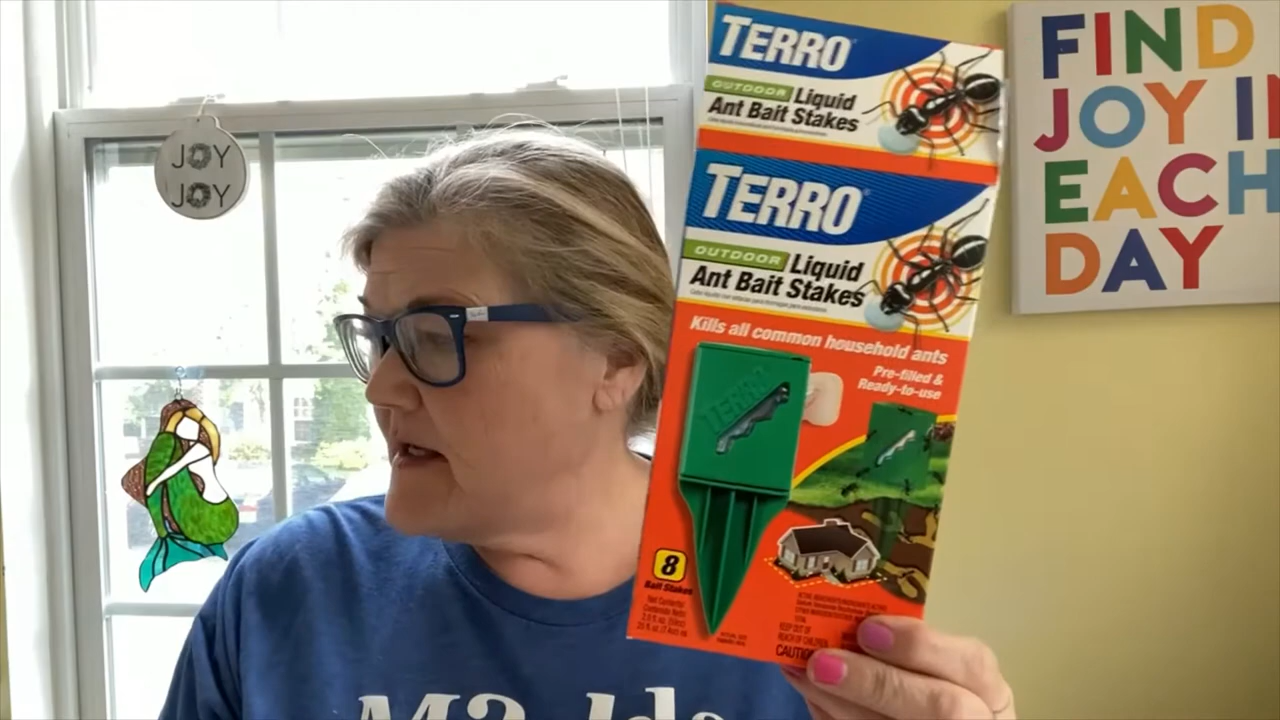 JOY
JOY
TERRO
OUTDOOR Liquid
Ant Bait Stakes
TERRO
OUTDOOR Liquid
Ant Bait Stakes
Kills all common household ants
Pre-filled &
Ready-to-use
TERRO
8
Bait Stakes
KEEP OUT OF
REACH OF CHILDREN
CAUTI
FIND
JOY I
EACH
DAY